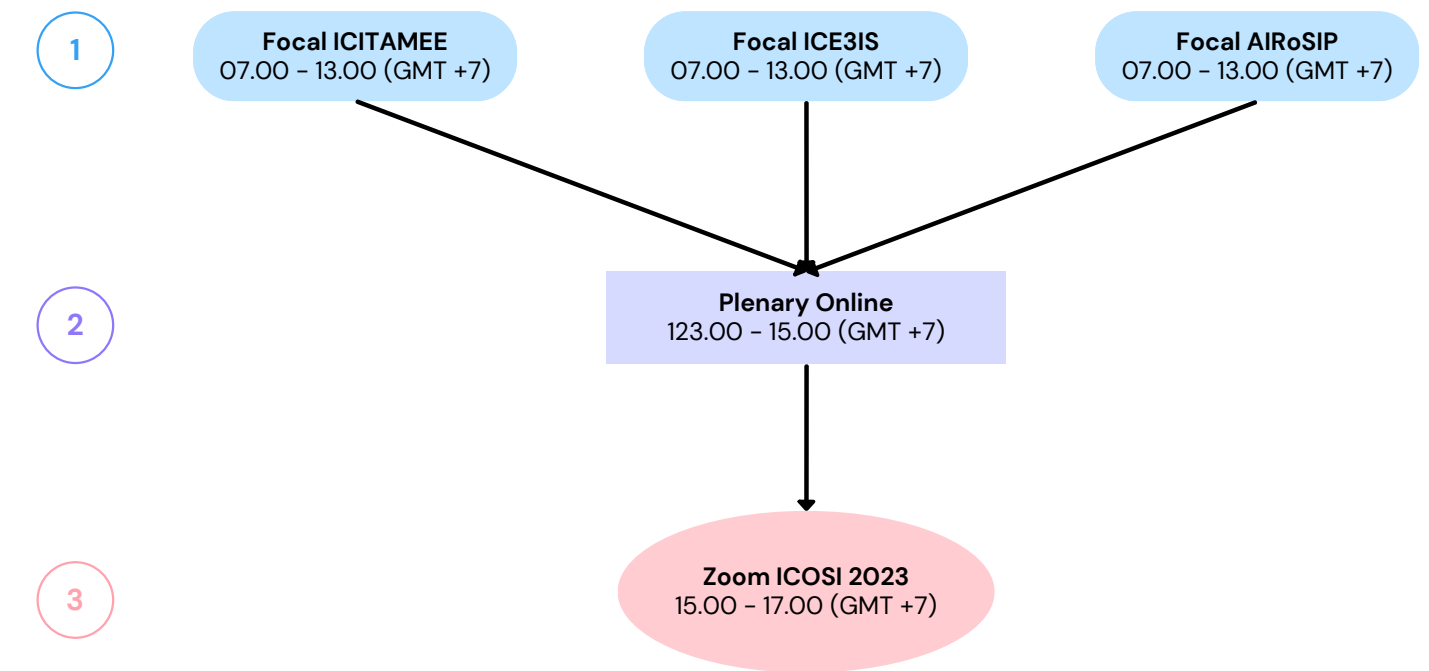 1
Focal ICITAMEE
07.00 - 13.00 (GMT +7)
Focal ICE3IS
07.00 - 13.00 (GMT +7)
Focal AIRoSIP
07.00 - 13.00 (GMT +7)
2
Plenary Online
123.00 - 15.00 (GMT +7)
3
Zoom ICOSI 2023
15.00 - 17.00 (GMT +7)